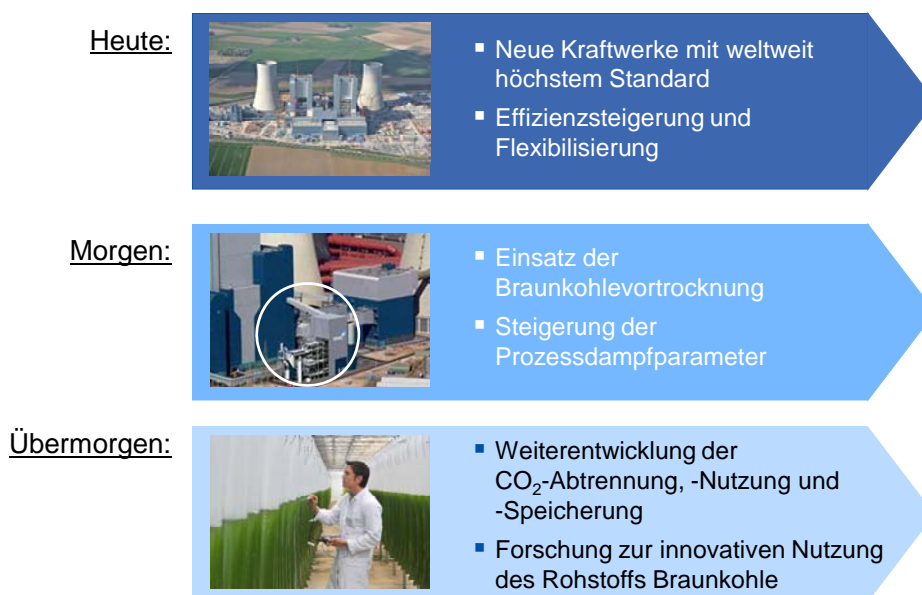 Heute:
▪ Neue Kraftwerke mit weltweit
höchstem Standard
▪ Effizienzsteigerung und
Flexibilisierung
Morgen:
▪ Einsatz der
Braunkohlevortrocknung
▪ Steigerung der
Prozessdampfparameter
Übermorgen:
▪ Weiterentwicklung der
CO₂-Abtrennung, -Nutzung und
-Speicherung
▪ Forschung zur innovativen Nutzung
des Rohstoffs Braunkohle